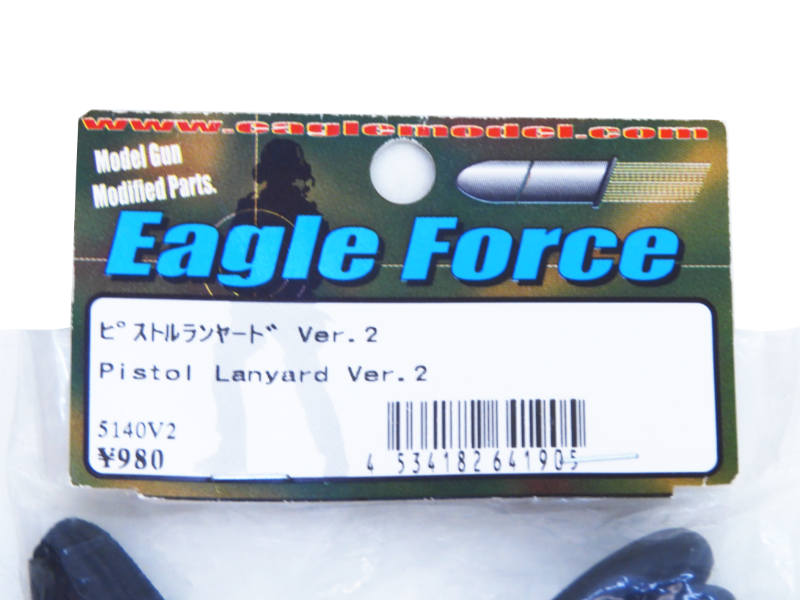 www.eaglemodel.com
Model Gun
Modified Parts.
Eagle Force
ピストルランヤード Ver.2
Pistol Lanyard Ver.2
5140V2
¥980
4 534182 641905